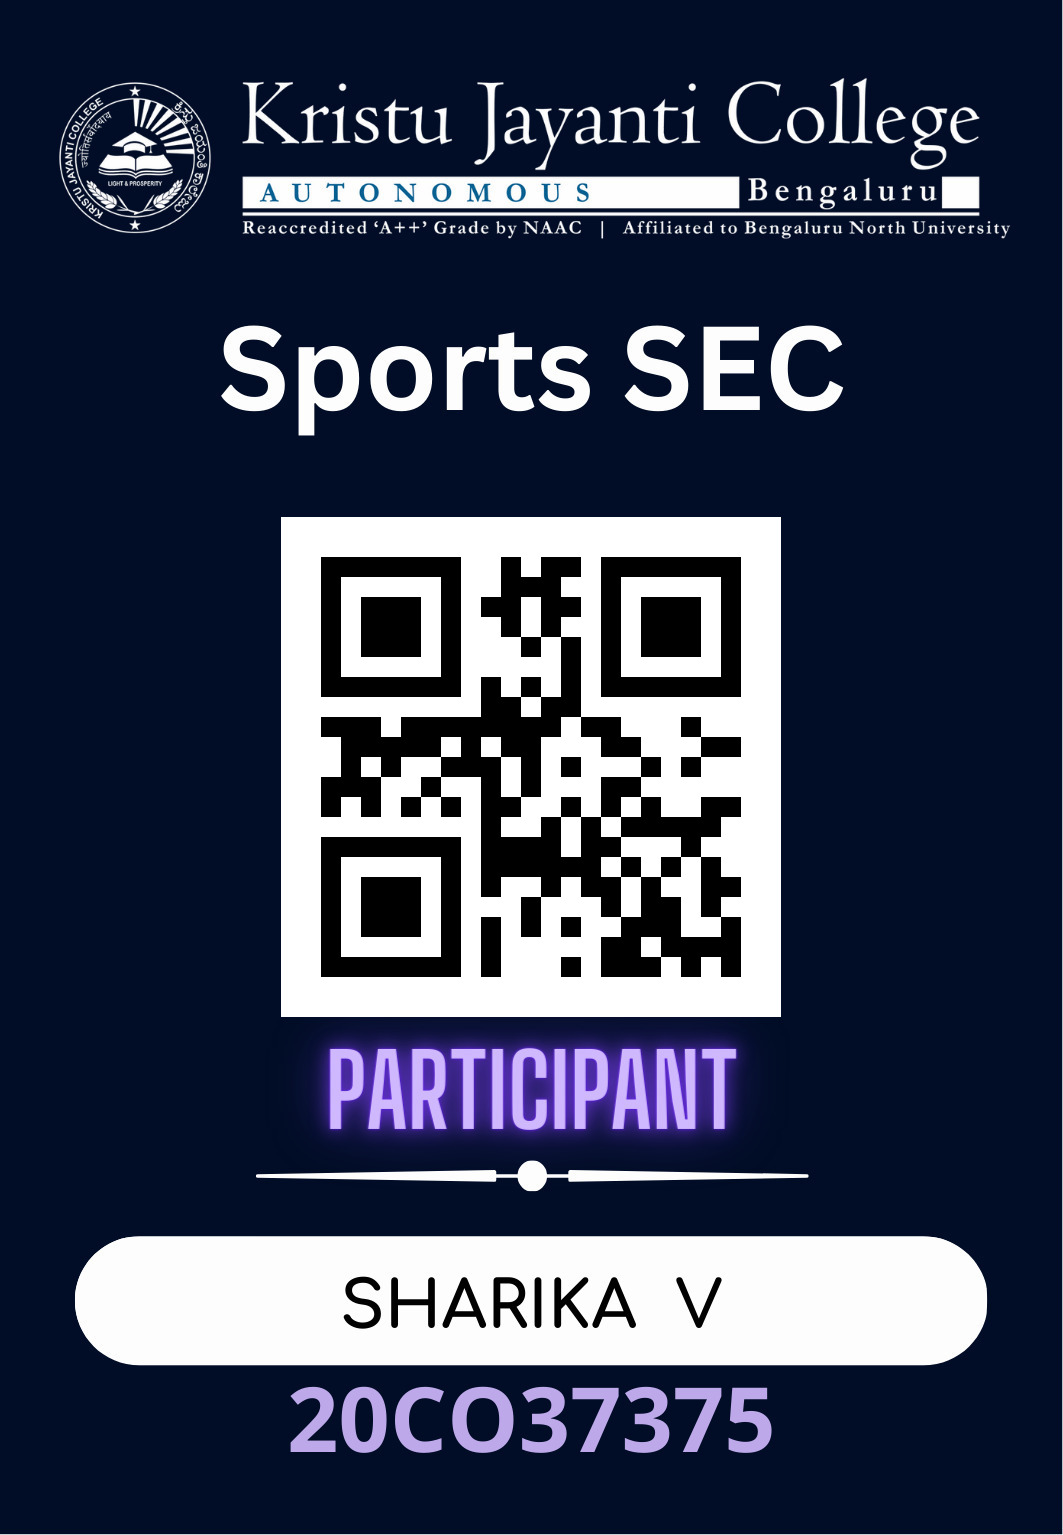 KRISTU JAYANTI COLLEGE
ಕ್ರಿಸ್ತು ಜಯಂತಿ ಕಾಲೇಜು
LIGHT & PROSPERITY
Kristu Jayanti College
AUTONOMOUS Bengaluru
Reaccredited ‘A++’ Grade by NAAC | Affiliated to Bengaluru North University
Sports SEC
PARTICIPANT
SHARIKA V
20CO37375